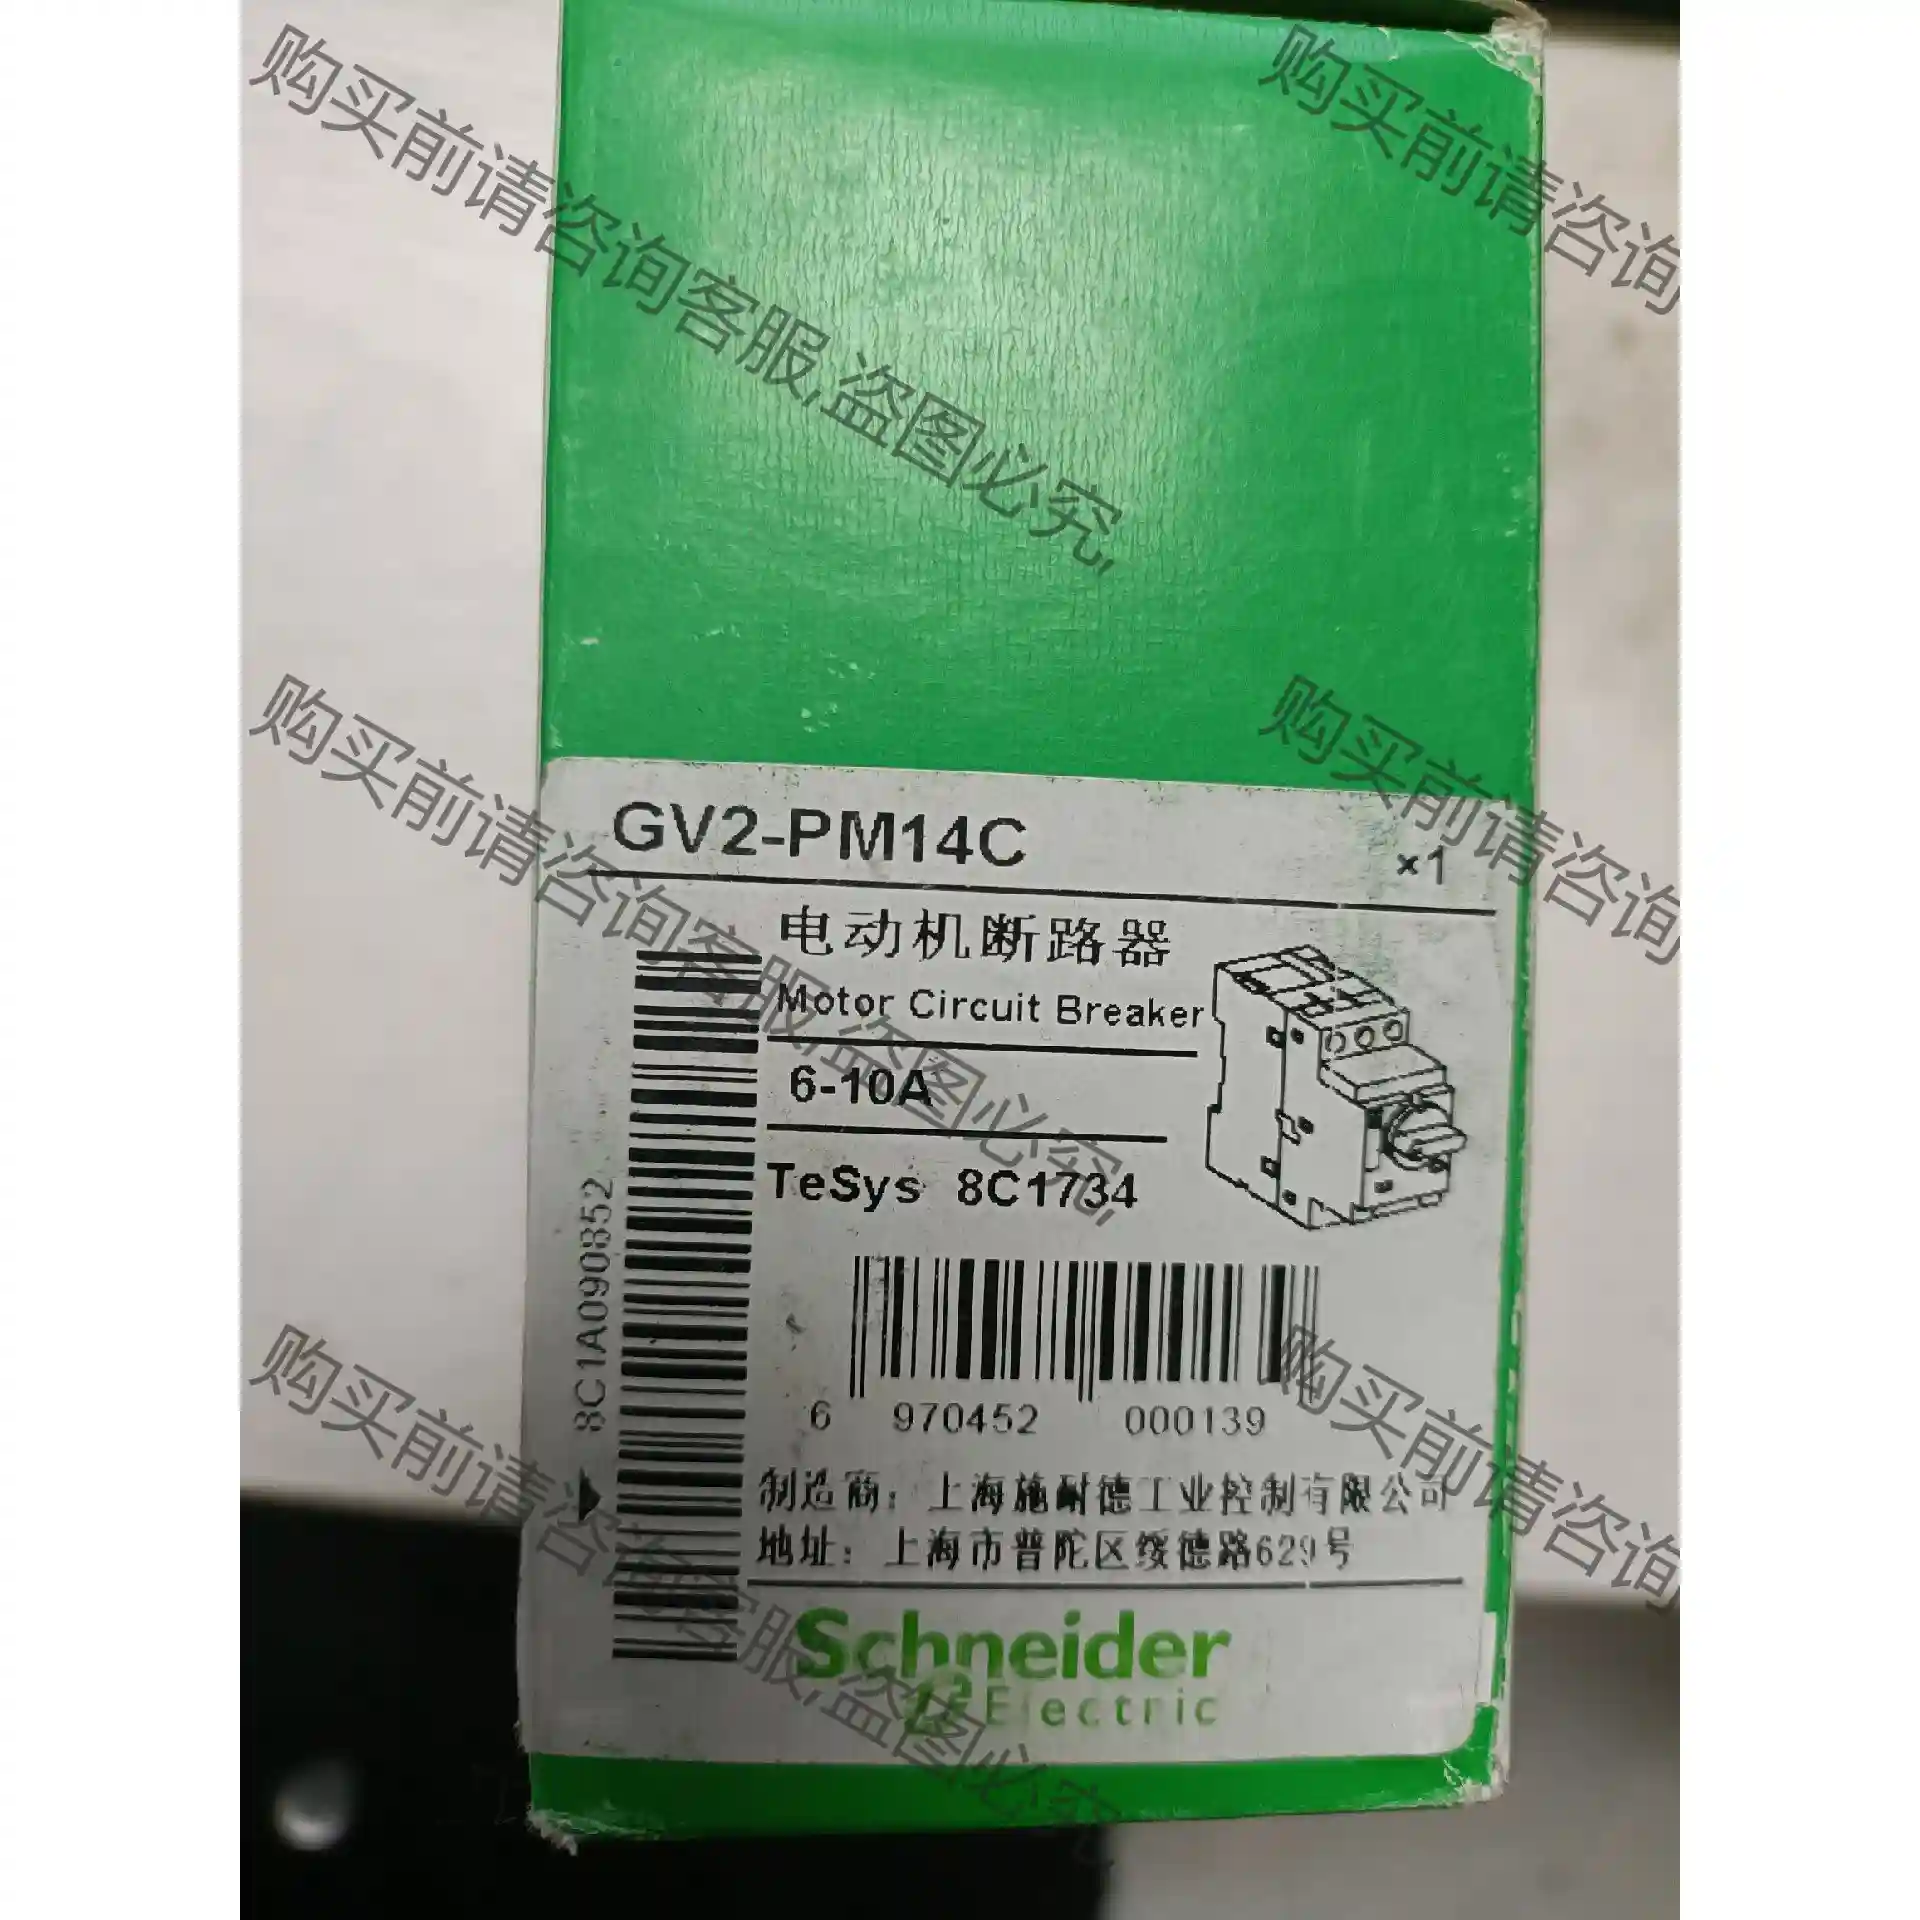 购买前请咨询客服,盗图必究,
购买前请咨询
GV2-PM14C
×1
电动机断路器
Motor Circuit Breaker
6-10A
TeSys 8C1734
8C1A090852
6 970452 000139
制造商：上海施耐德工业控制有限公司
地址：上海市普陀区绥德路629号
Schneider
Electric
购买前请咨询客服,盗图必究,
购买前请咨询
购买前请咨询客服,盗图必究,
购买前请咨询